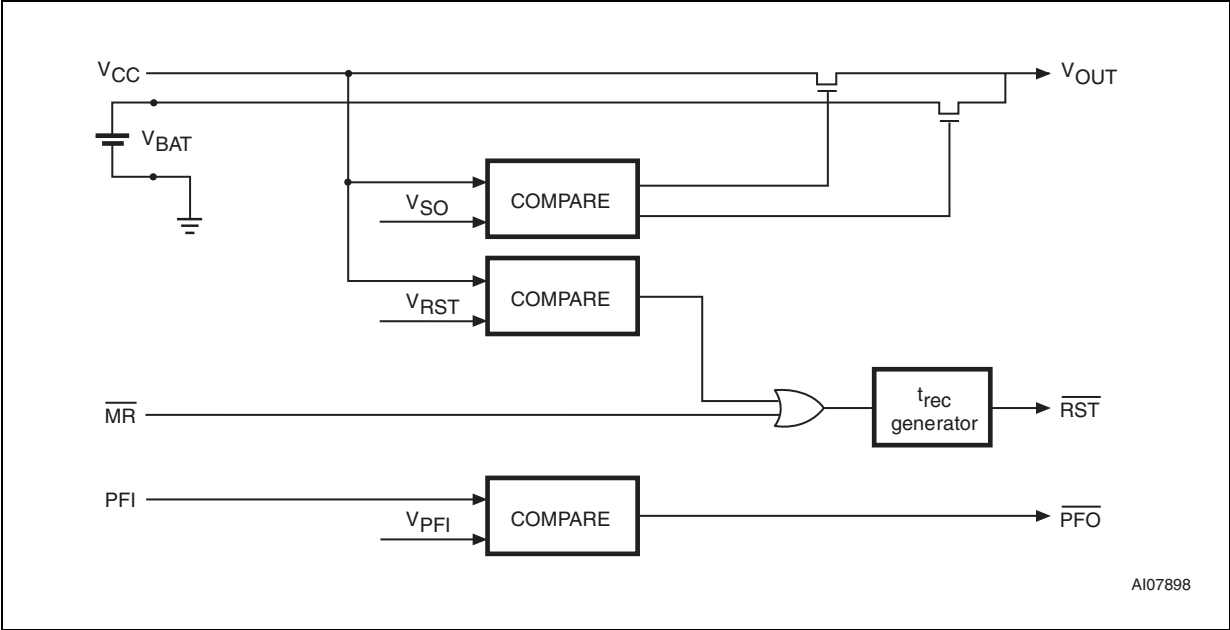 VCC
VOUT
VBAT
COMPARE
VSO
COMPARE
VRST
trec
generator
MR
RST
PFI
COMPARE
VPFI
PFO
AI07898